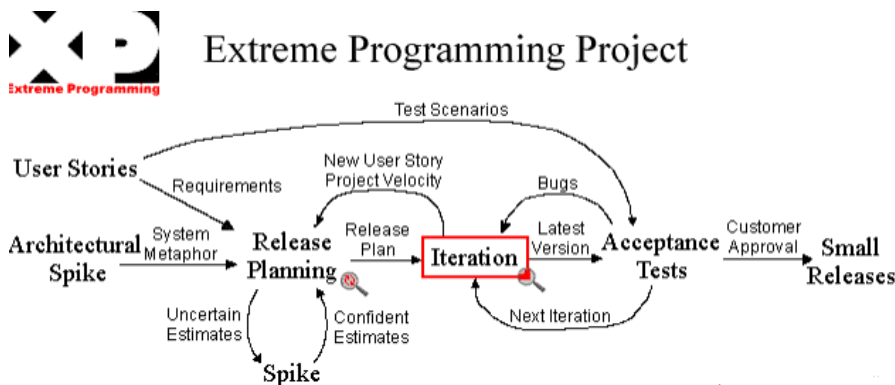 XP
Extreme Programming
Extreme Programming Project
Test Scenarios
User Stories
Requirements
New User Story
Project Velocity
Bugs
Architectural
Spike
System
Metaphor
Release
Planning
Release
Plan
Iteration
Latest
Version
Acceptance
Tests
Customer
Approval
Small
Releases
Uncertain
Estimates
Confident
Estimates
Next Iteration
Spike